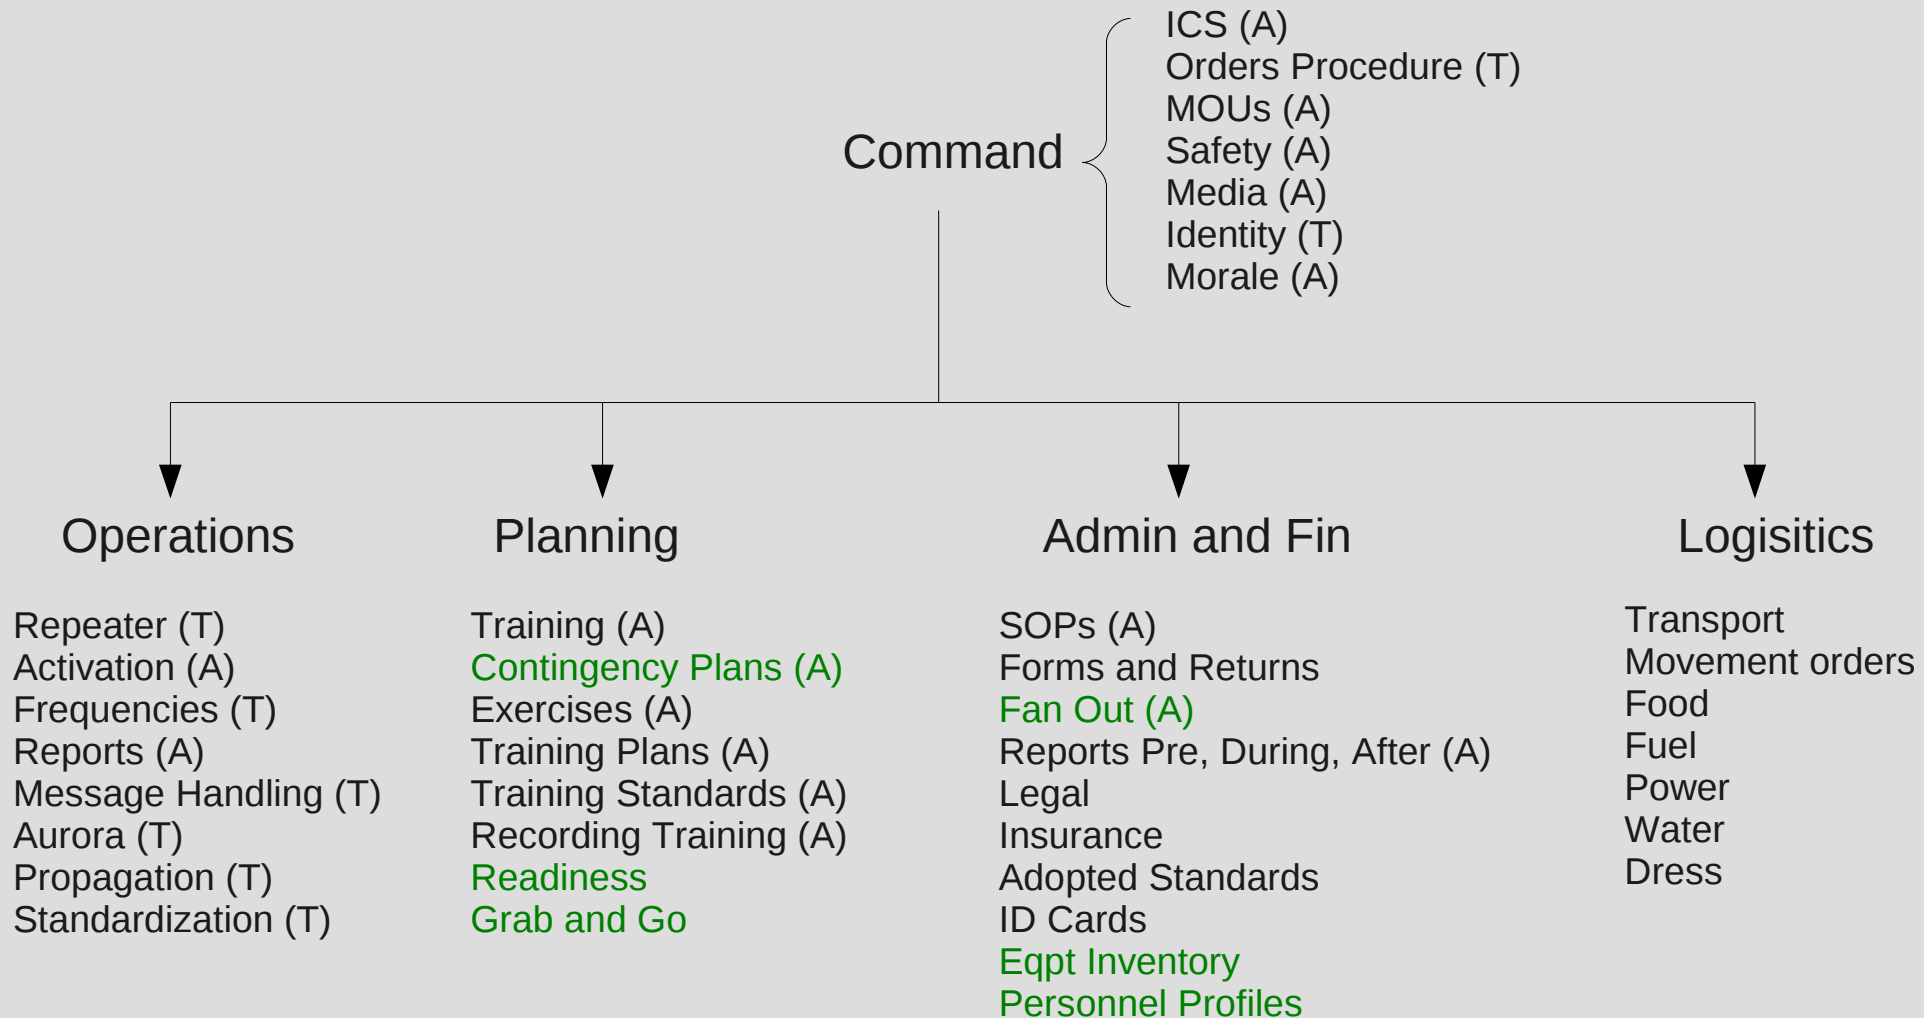 ICS (A)
Orders Procedure (T)
MOUs (A)
Safety (A)
Media (A)
Identity (T)
Morale (A)
Command
Operations
Repeater (T)
Activation (A)
Frequencies (T)
Reports (A)
Message Handling (T)
Aurora (T)
Propagation (T)
Standardization (T)
Planning
Training (A)
Contingency Plans (A)
Exercises (A)
Training Plans (A)
Training Standards (A)
Recording Training (A)
Readiness
Grab and Go
Admin and Fin
SOPs (A)
Forms and Returns
Fan Out (A)
Reports Pre, During, After (A)
Legal
Insurance
Adopted Standards
ID Cards
Eqpt Inventory
Personnel Profiles
Logisitics
Transport
Movement orders
Food
Fuel
Power
Water
Dress